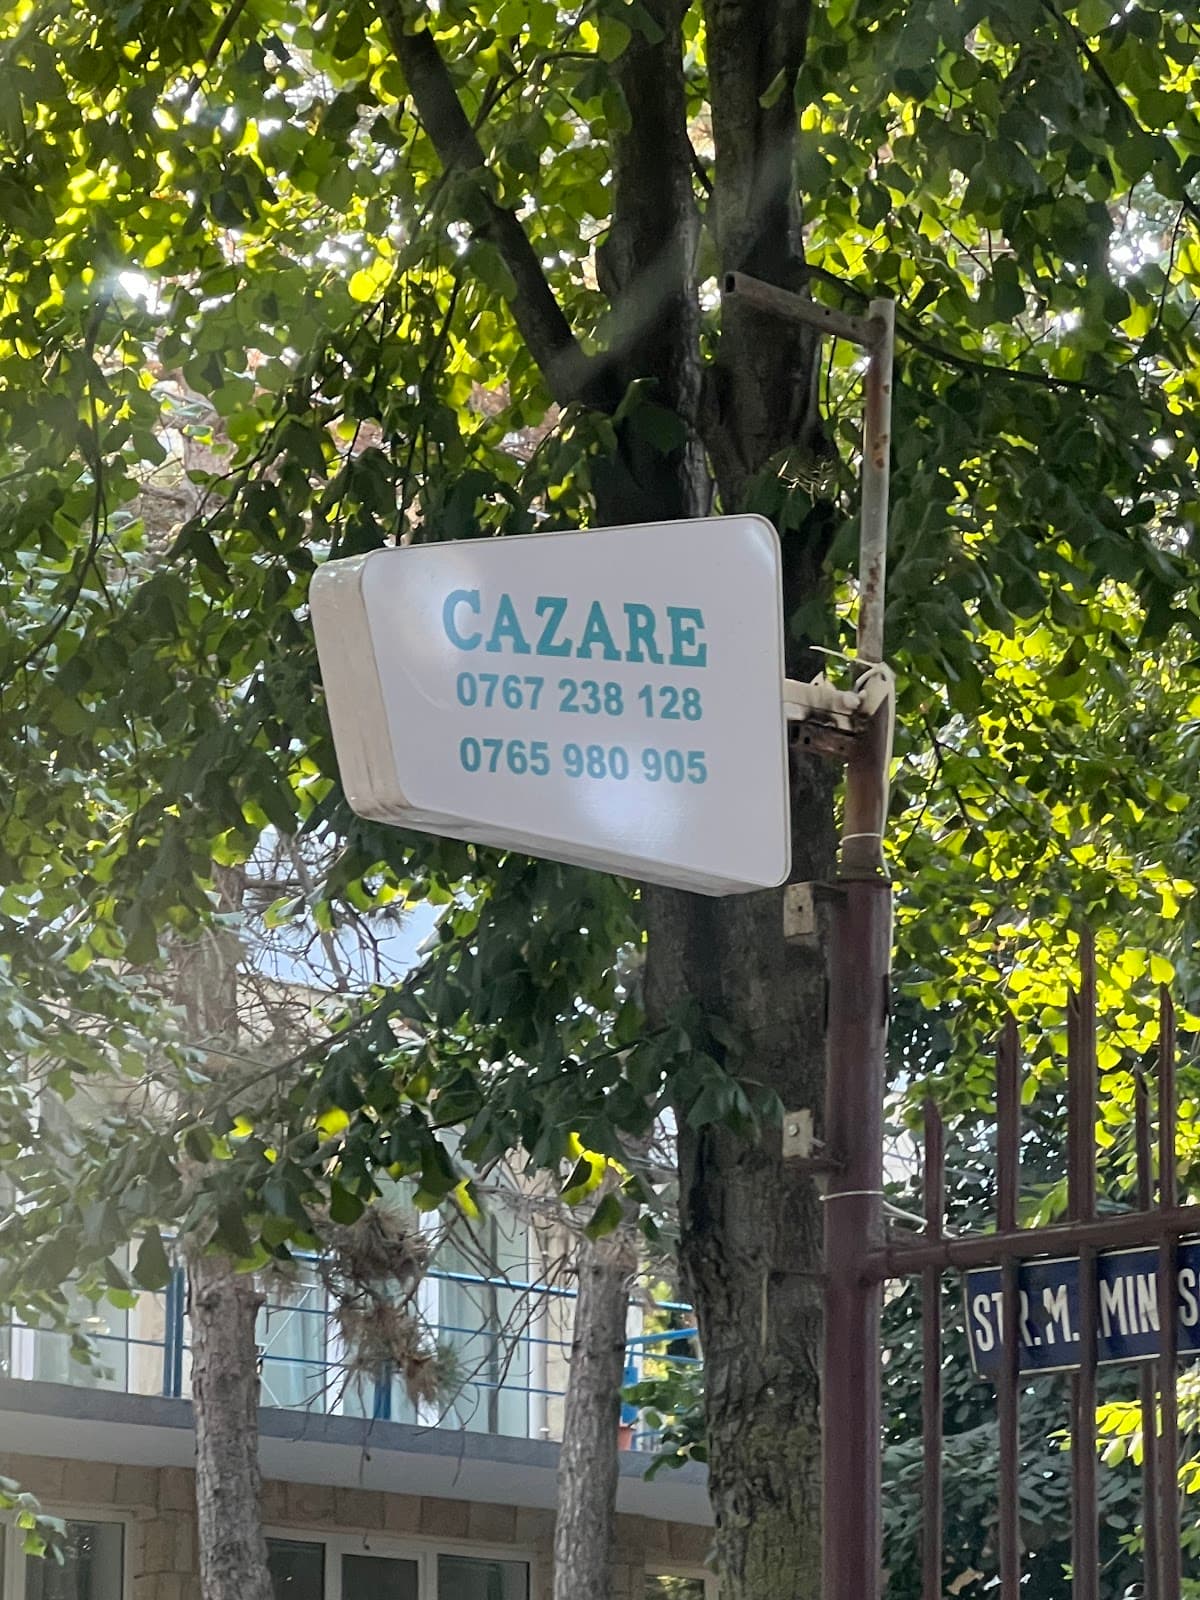 CAZARE
0767 238 128
0765 980 905
STR. M.